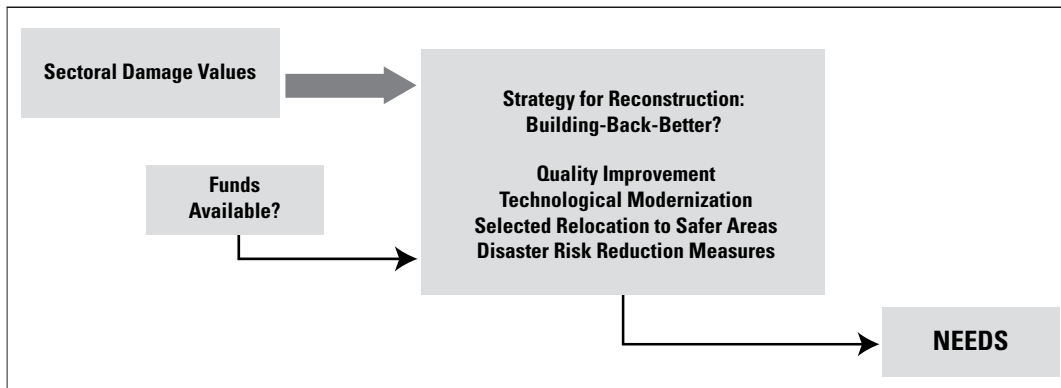 Sectoral Damage Values
Strategy for Reconstruction:
Building-Back-Better?
Quality Improvement
Technological Modernization
Selected Relocation to Safer Areas
Disaster Risk Reduction Measures
Funds
Available?
NEEDS